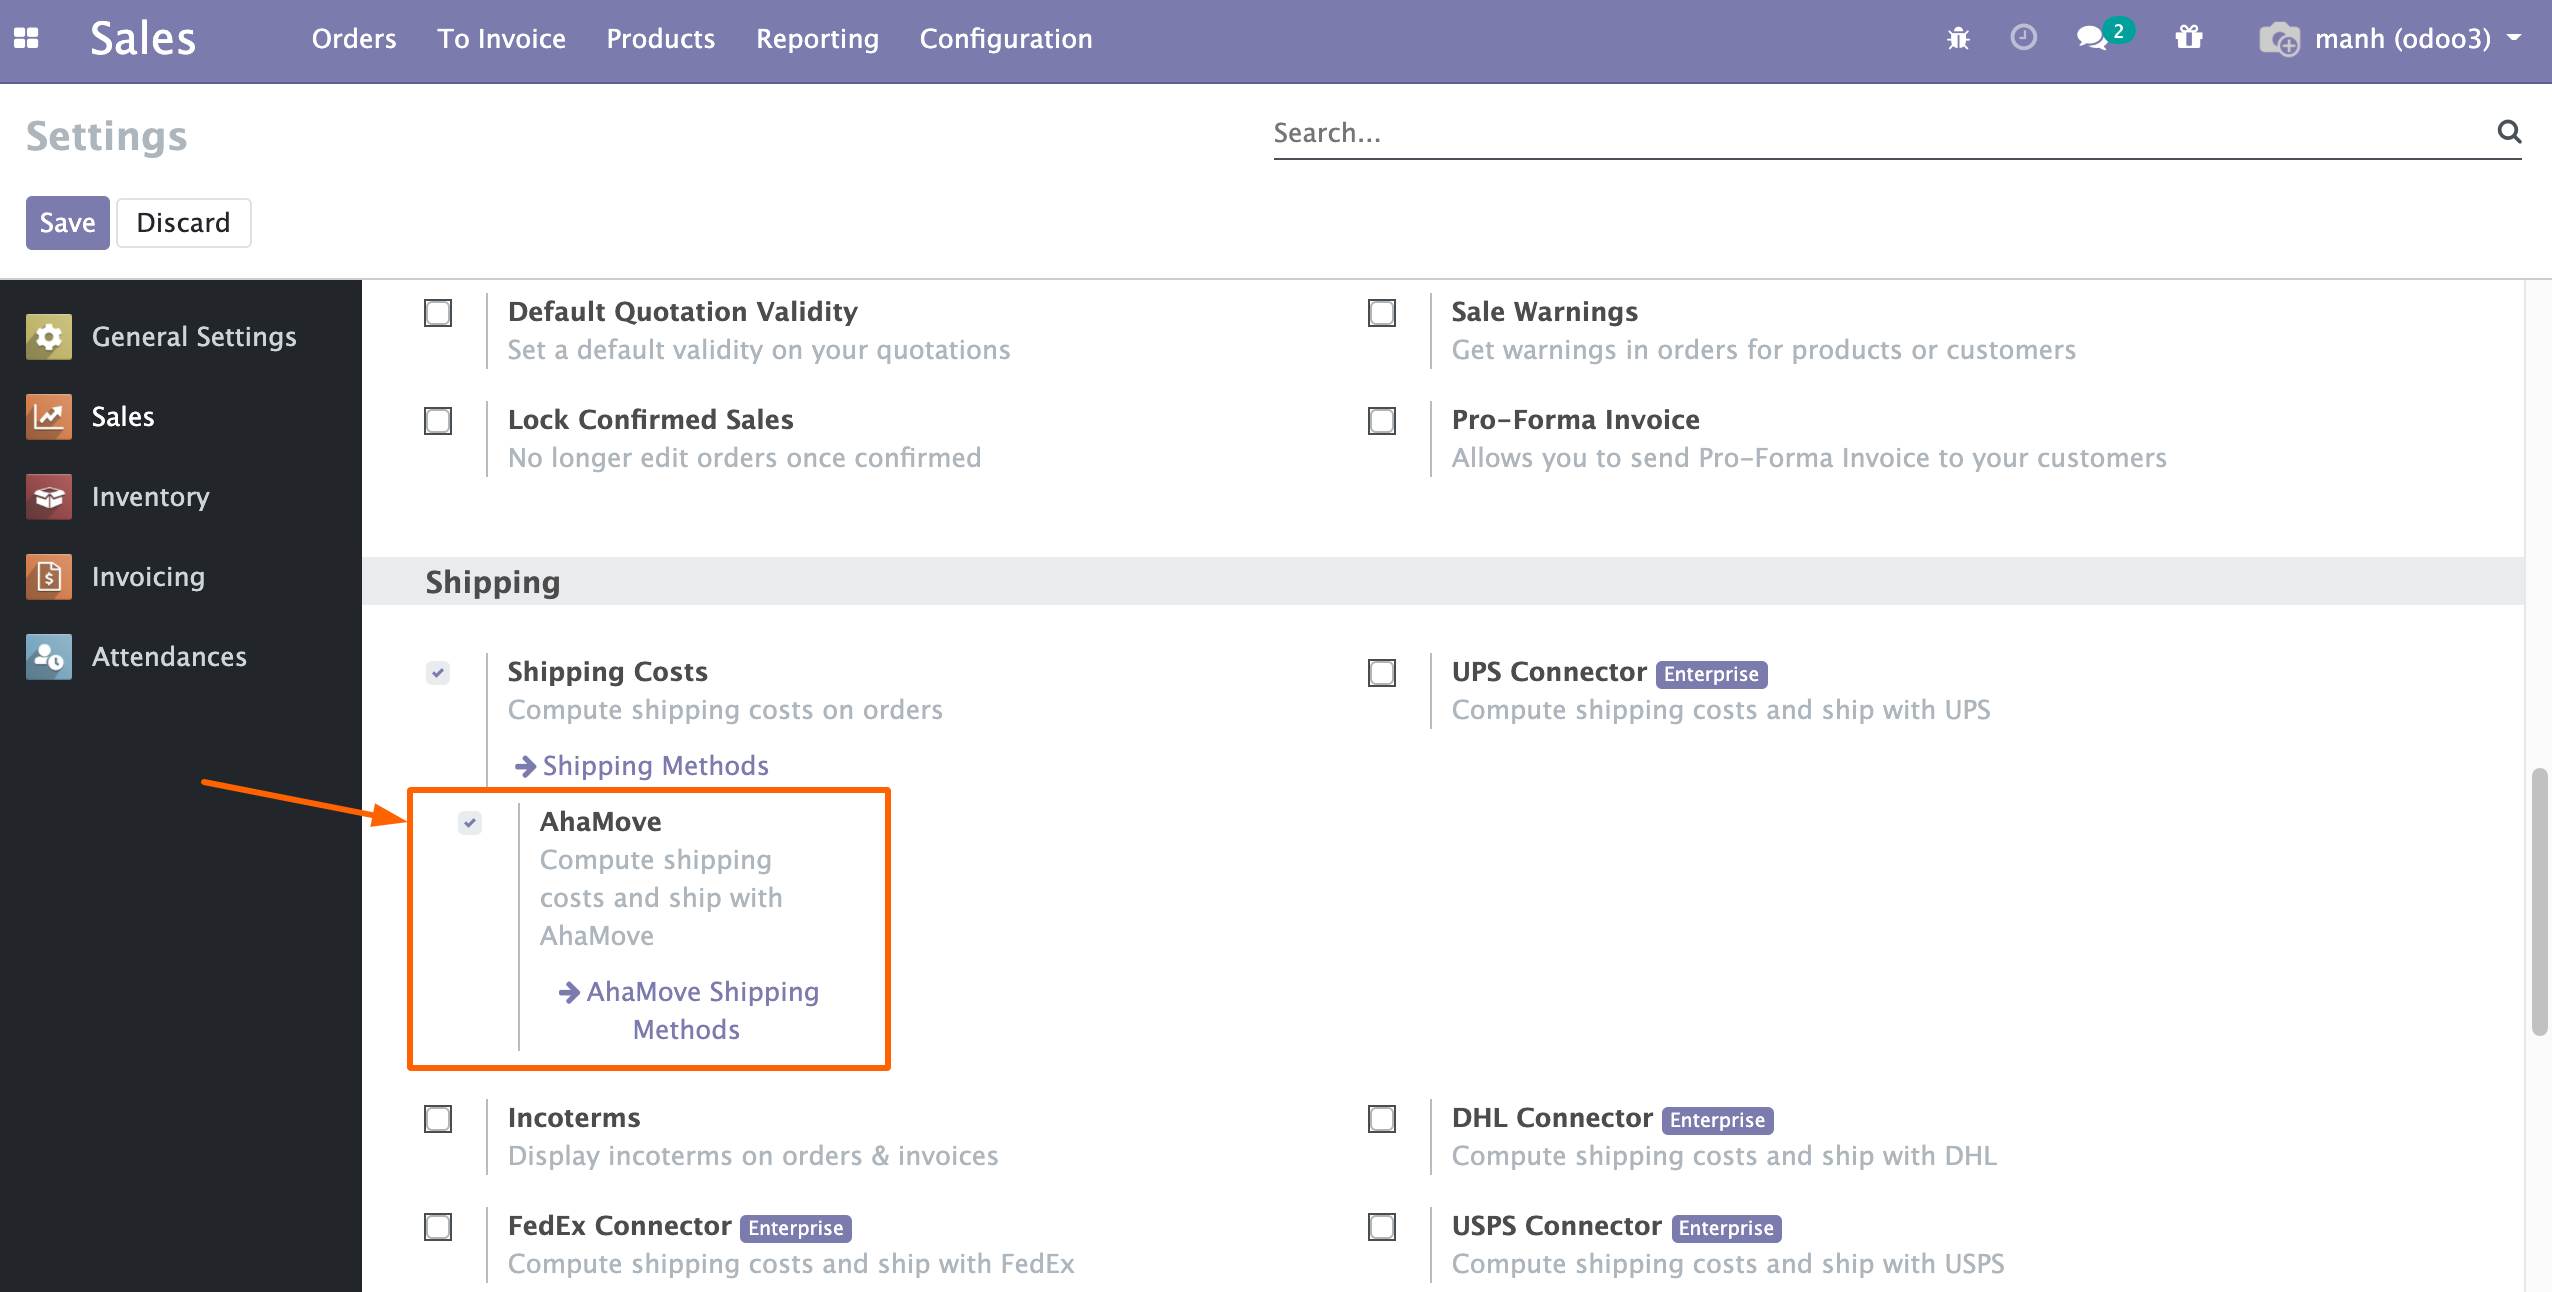 Sales
Orders
To Invoice
Products
Reporting
Configuration
2
manh (odoo3)
Settings
Search...
Save
Discard
General Settings
Sales
Inventory
Invoicing
Attendances
Default Quotation Validity
Set a default validity on your quotations
Sale Warnings
Get warnings in orders for products or customers
Lock Confirmed Sales
No longer edit orders once confirmed
Pro-Forma Invoice
Allows you to send Pro-Forma Invoice to your customers
Shipping
Shipping Costs
Compute shipping costs on orders
Shipping Methods
UPS Connector Enterprise
Compute shipping costs and ship with UPS
AhaMove
Compute shipping
costs and ship with
AhaMove
AhaMove Shipping
Methods
Incoterms
Display incoterms on orders & invoices
DHL Connector Enterprise
Compute shipping costs and ship with DHL
FedEx Connector Enterprise
Compute shipping costs and ship with FedEx
USPS Connector Enterprise
Compute shipping costs and ship with USPS